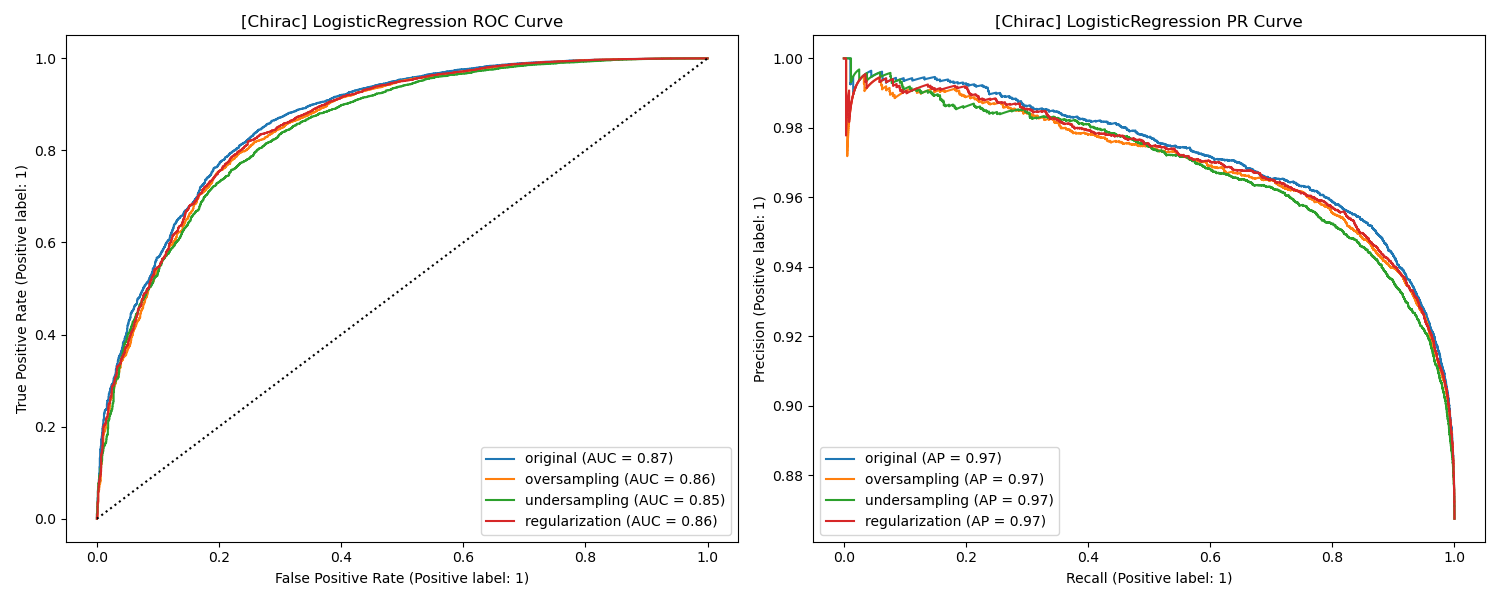 [Chirac] LogisticRegression ROC Curve
1.0
0.8
0.6
0.4
0.2
0.0
True Positive Rate (Positive label: 1)
original (AUC = 0.87)
oversampling (AUC = 0.86)
undersampling (AUC = 0.85)
regularization (AUC = 0.86)
0.0 0.2 0.4 0.6 0.8 1.0
False Positive Rate (Positive label: 1)
[Chirac] LogisticRegression PR Curve
1.00
0.98
0.96
0.94
0.92
0.90
0.88
Precision (Positive label: 1)
original (AP = 0.97)
oversampling (AP = 0.97)
undersampling (AP = 0.97)
regularization (AP = 0.97)
0.0 0.2 0.4 0.6 0.8 1.0
Recall (Positive label: 1)